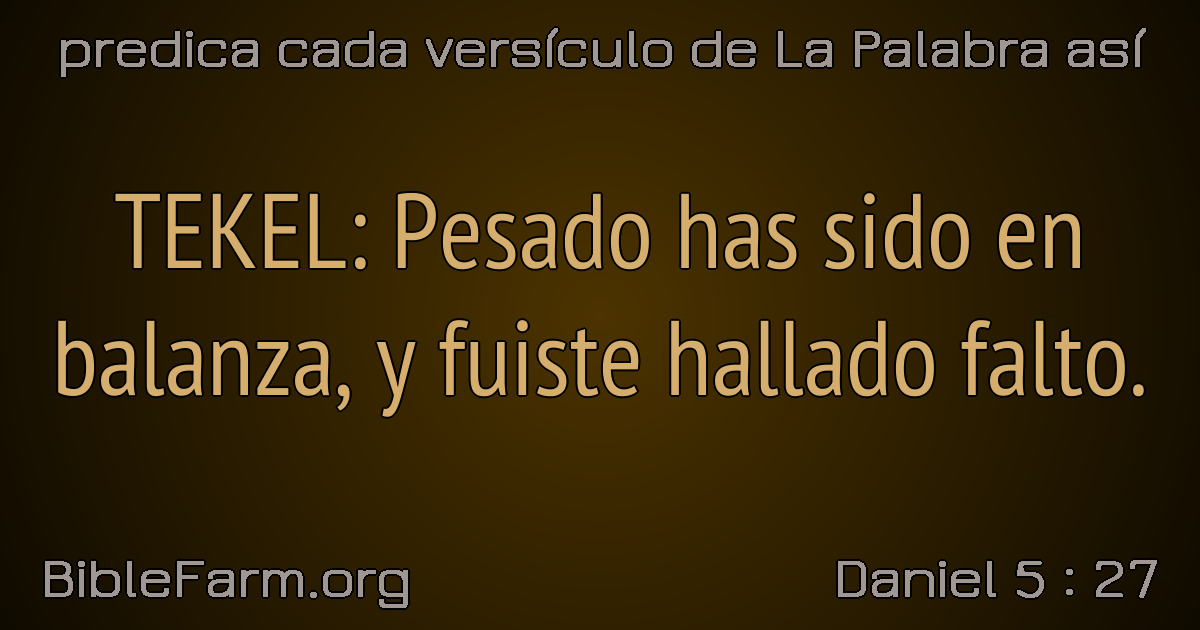 predica cada versículo de La Palabra así
TEKEL: Pesado has sido en
balanza, y fuiste hallado falto.
BibleFarm.org
Daniel 5 : 27